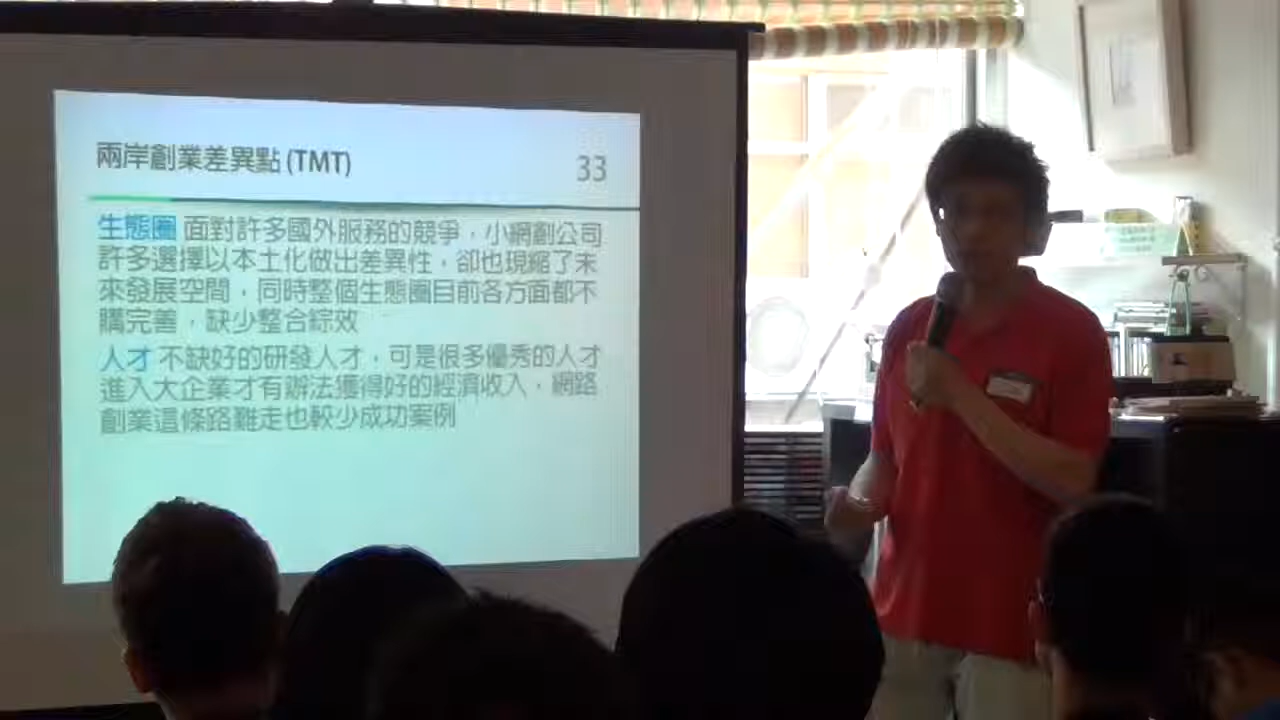 兩岸創業差異點 (TMT)
33
生態圈 面對許多國外服務的競爭，小網創公司
許多選擇以本土化做出差異性，卻也現縮了未
來發展空間，同時整個生態圈目前各方面都不
購完善，缺少整合綜效
人才 不缺好的研發人才，可是很多優秀的人才
進入大企業才有辦法獲得好的經濟收入，網路
創業這條路難走也較少成功案例